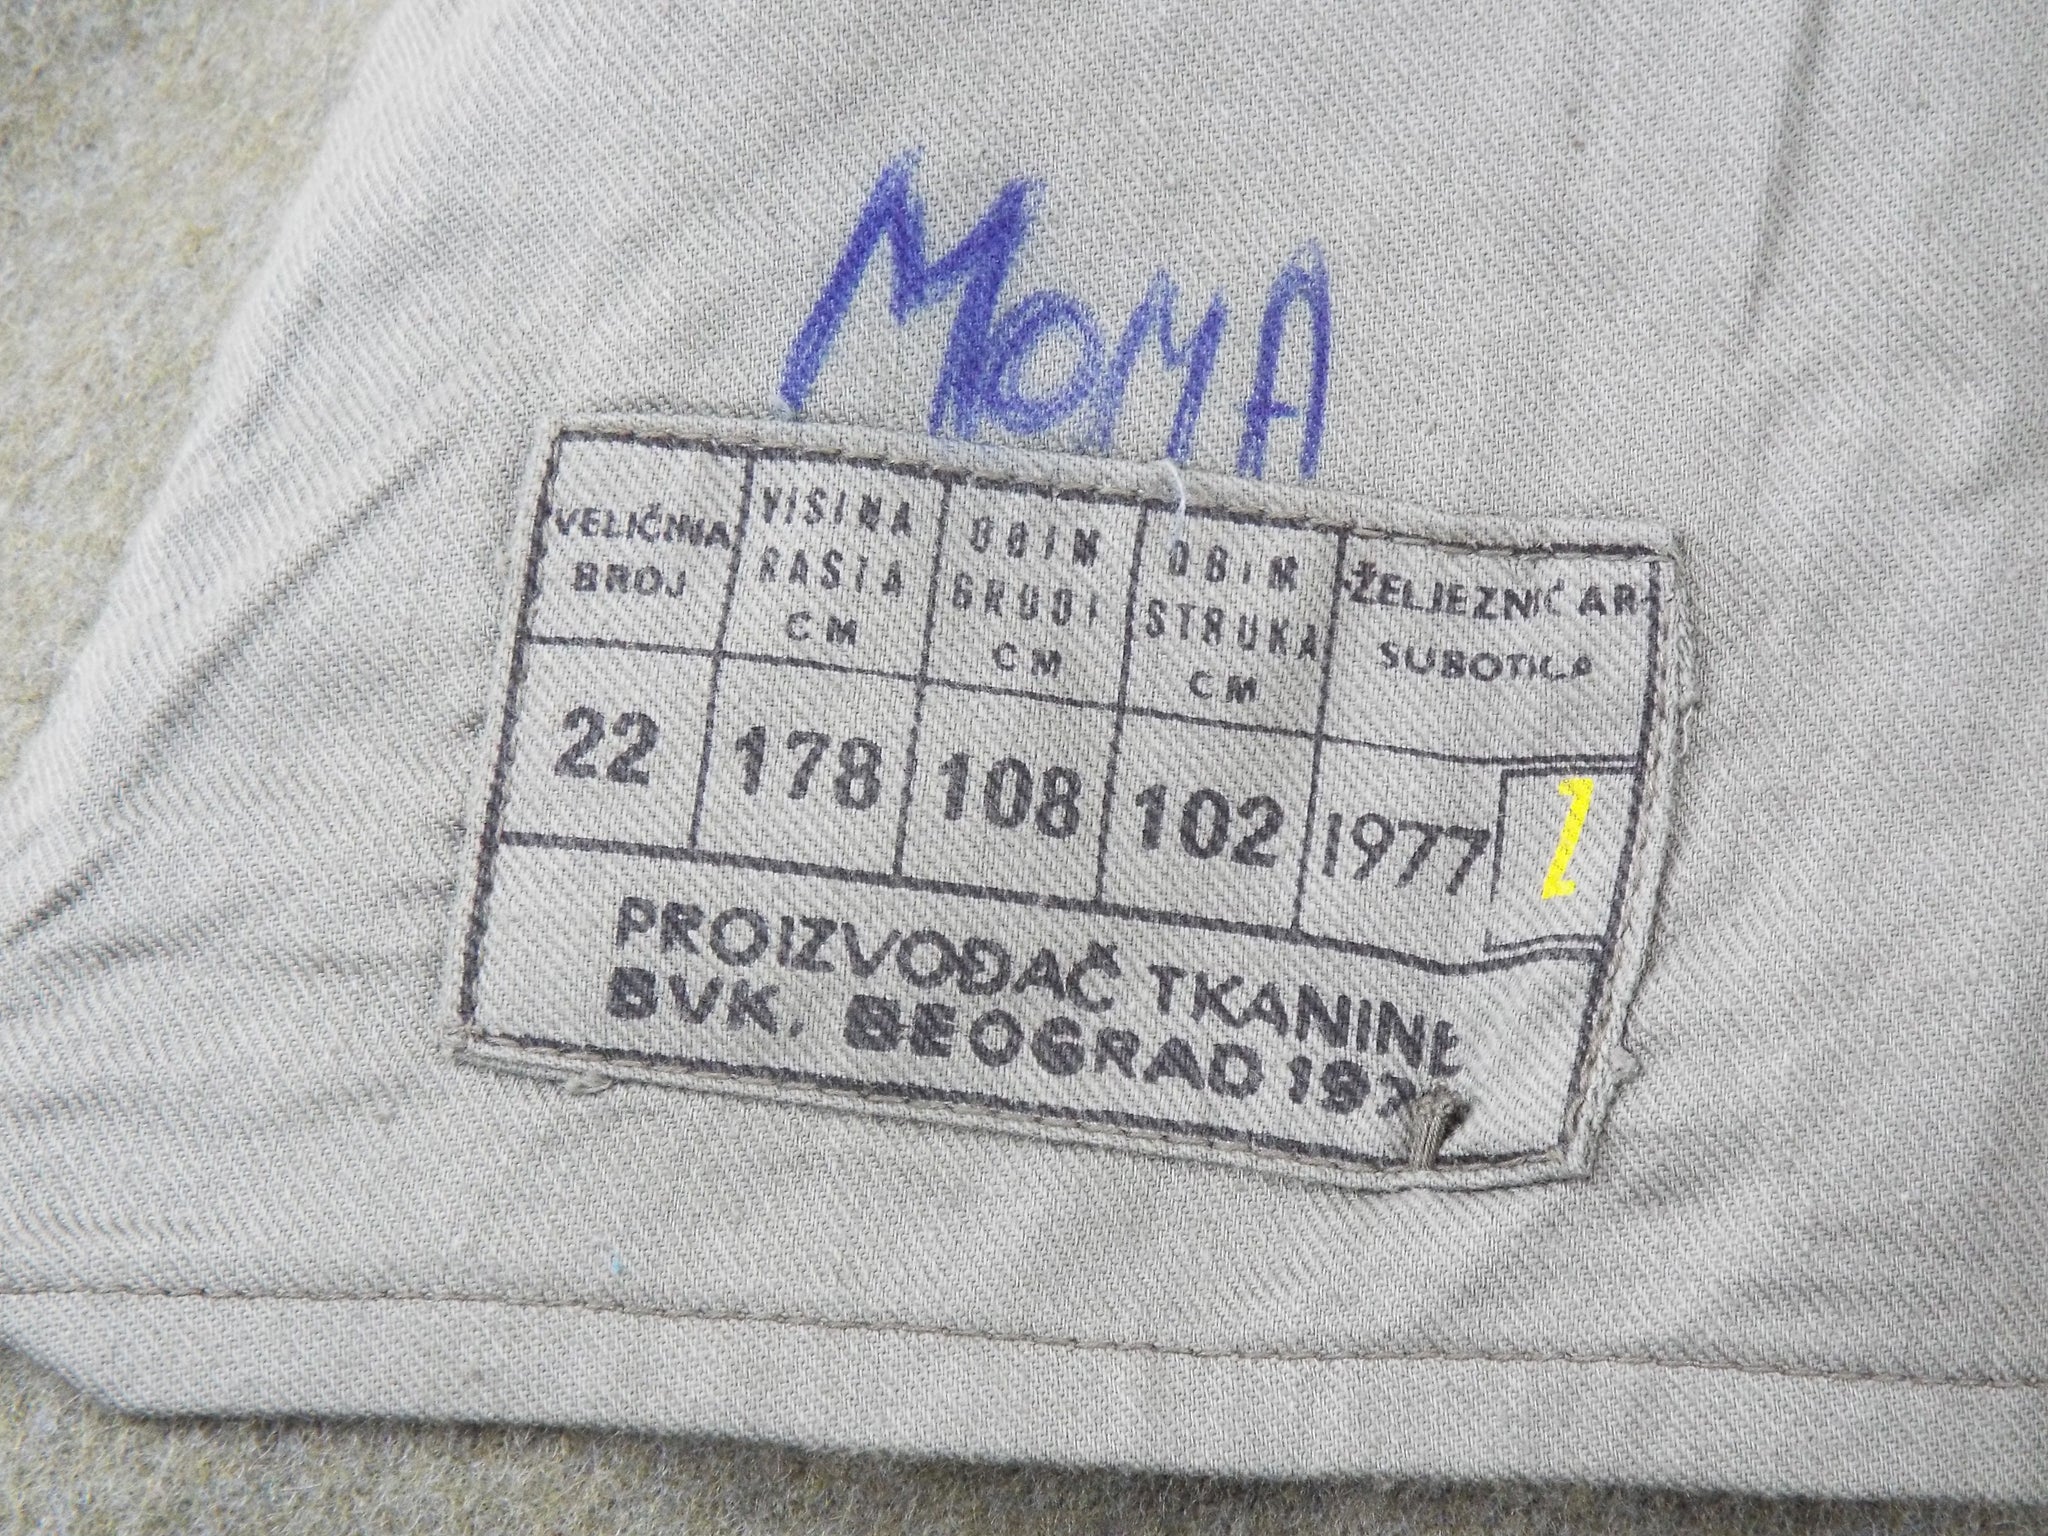 MOMA
VELIČINA BROJ
VISINA RASTA CM
OBIM GRUDI CM
OBIM STRUKA CM
ŽELJEZNIČAR-
SUBOTICA
22 178 108 102 1977
PROIZVOĐAČ TKANINE
BVK, BEOGRAD